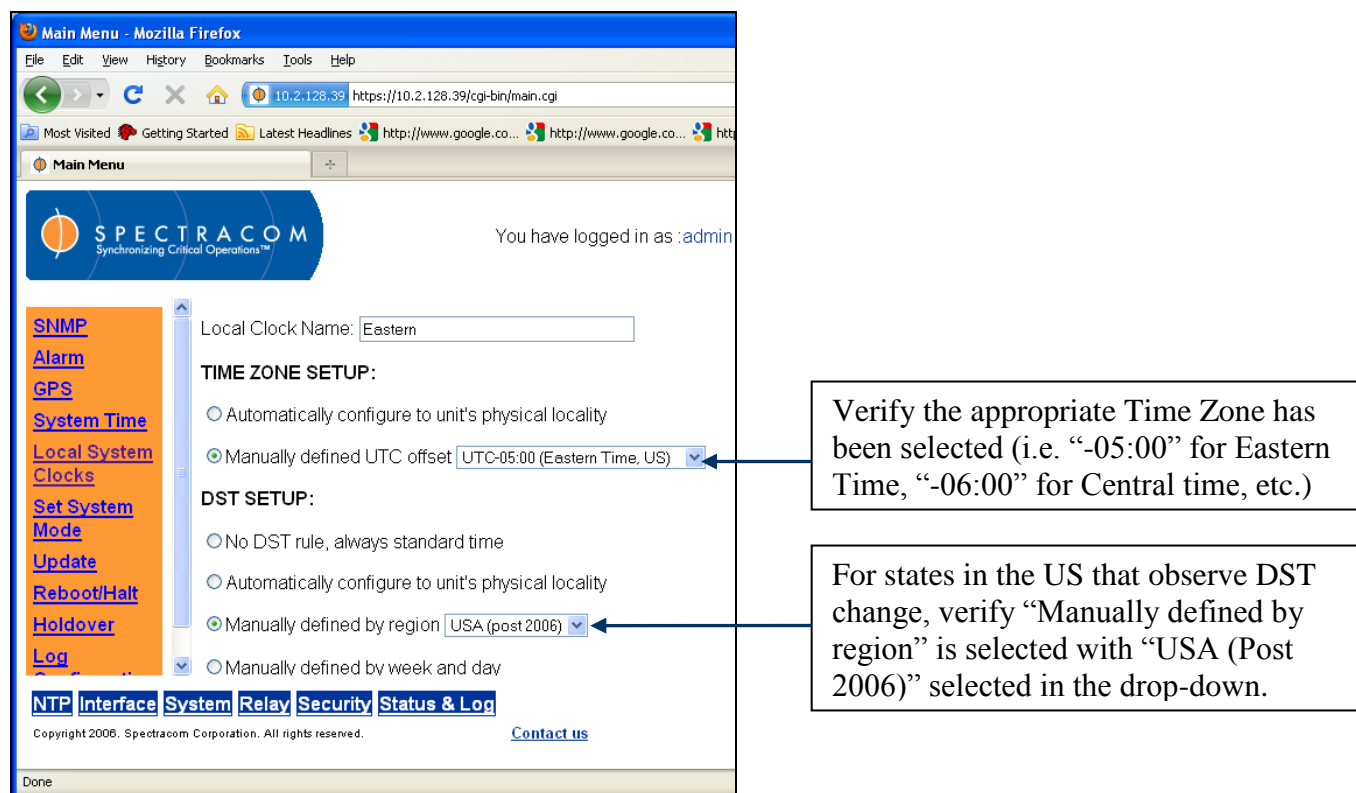 Main Menu - Mozilla Firefox
File Edit View History Bookmarks Tools Help
10.2.128.39 https://10.2.128.39/cgi-bin/main.cgi
Most Visited Getting Started Latest Headlines http://www.google.co... http://www.google.co... http
Main Menu
SPECTRACOM
Synchronizing Critical Operations™
You have logged in as :admin
SNMP
Alarm
GPS
System Time
Local System
Clocks
Set System
Mode
Update
Reboot/Halt
Holdover
Log
Local Clock Name: Eastern
TIME ZONE SETUP:
Automatically configure to unit's physical locality
Manually defined UTC offset UTC-05:00 (Eastern Time, US)
DST SETUP:
No DST rule, always standard time
Automatically configure to unit's physical locality
Manually defined by region USA (post 2006)
Manually defined by week and day
NTP Interface System Relay Security Status & Log
Copyright 2006. Spectracom Corporation. All rights reserved.
Contact us
Done
Verify the appropriate Time Zone has
been selected (i.e. “-05:00” for Eastern
Time, “-06:00” for Central time, etc.)
For states in the US that observe DST
change, verify “Manually defined by
region” is selected with “USA (Post
2006)” selected in the drop-down.